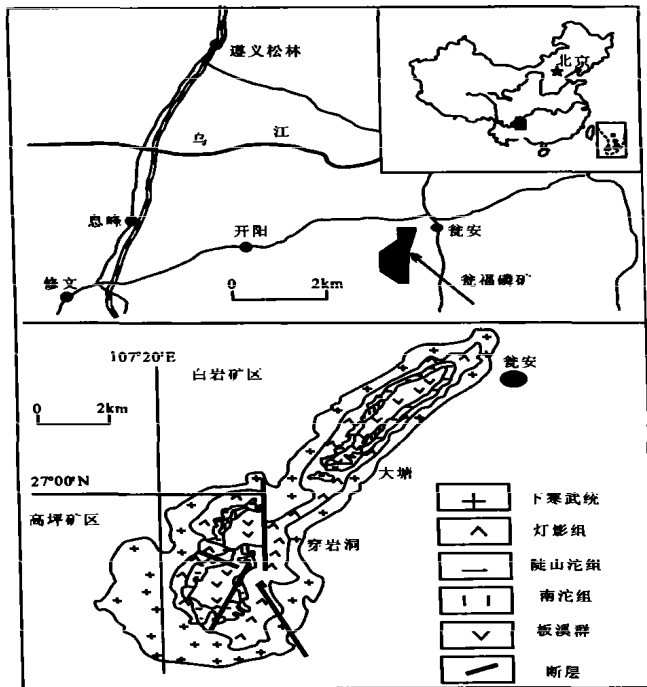 遵义松林
北京
乌 江
息峰
开阳
瓮安
修文
0 2km
瓮福磷矿
107°20′E
白岩矿区
瓮安
0 2km
27°00′N
大塘
高坪矿区
穿岩洞
下寒武统
灯影组
陡山沱组
南沱组
板溪群
断层